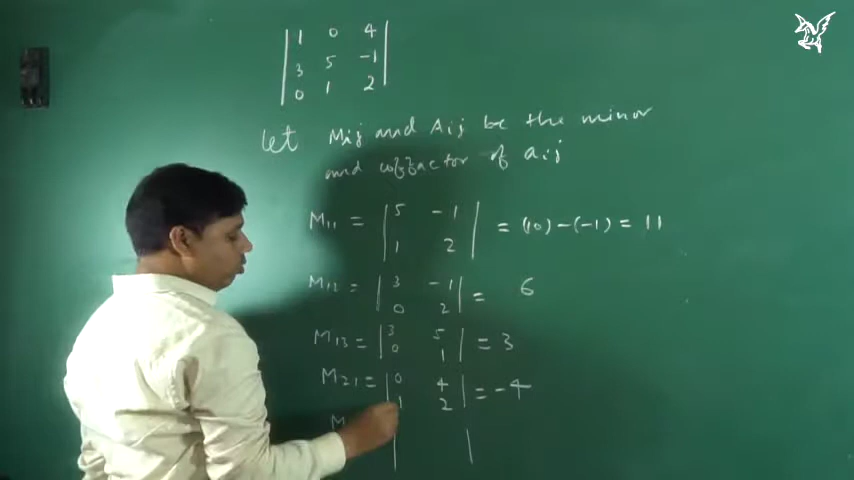 | 1 0 4 |
| 3 5 -1 |
| 0 1 2 |
let Mij and Aij be the minor
and coffactor of aij
M11 = | 5 -1 | = (10) - (-1) = 11
| 1 2 |
M12 = | 3 -1 | = 6
| 0 2 |
M13 = | 3 5 | = 3
| 0 1 |
M21 = | 0 4 | = -4
| 1 2 |
M